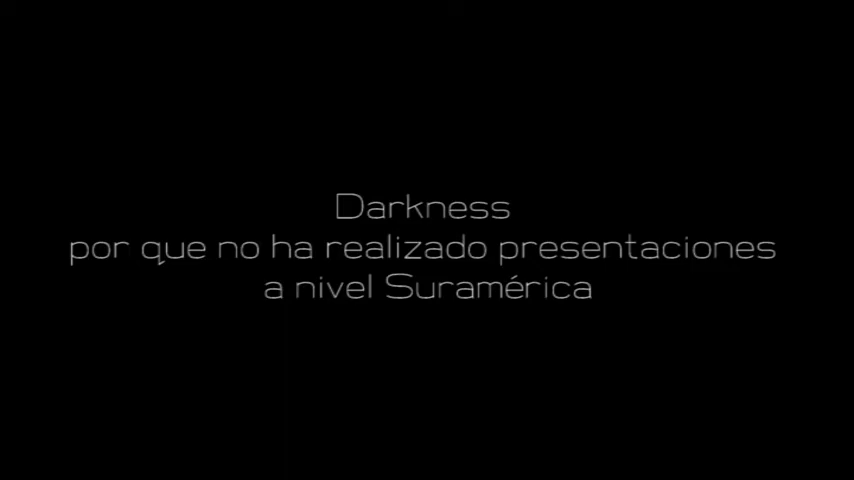 Darkness
por que no ha realizado presentaciones
a nivel Suramérica